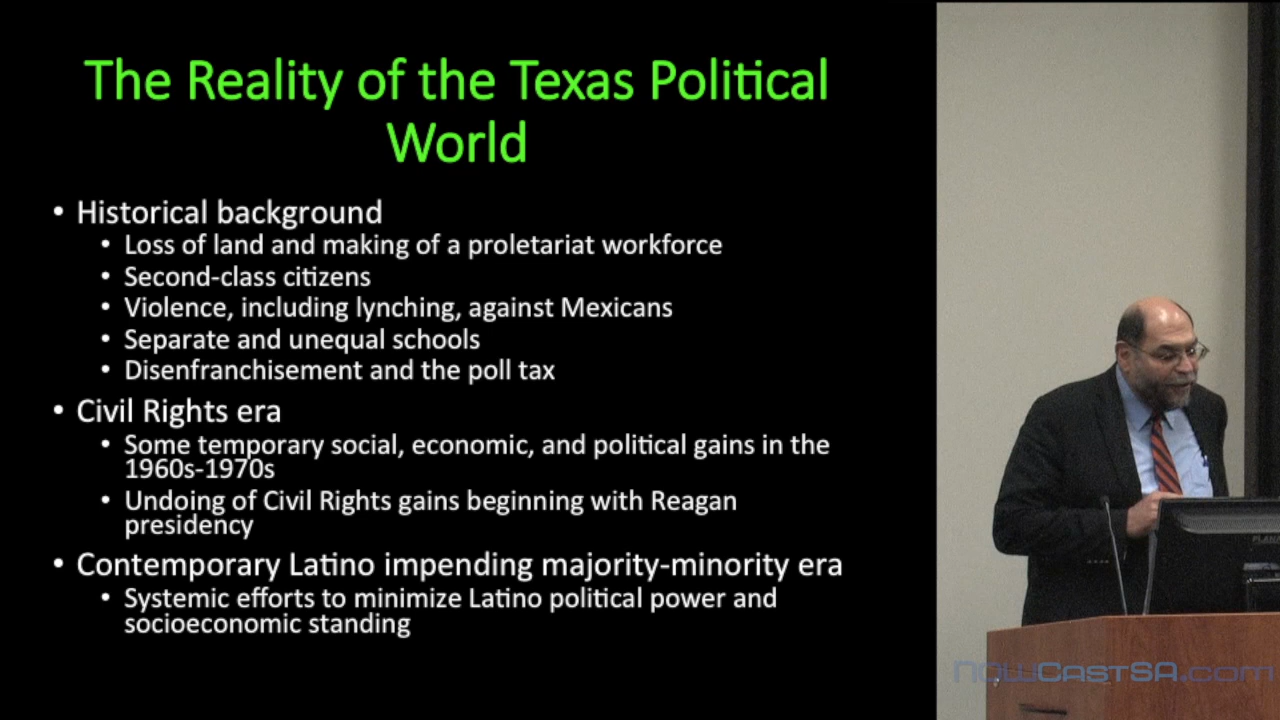 The Reality of the Texas Political
World
• Historical background
• Loss of land and making of a proletariat workforce
• Second-class citizens
• Violence, including lynching, against Mexicans
• Separate and unequal schools
• Disenfranchisement and the poll tax
• Civil Rights era
• Some temporary social, economic, and political gains in the
1960s-1970s
• Undoing of Civil Rights gains beginning with Reagan
presidency
• Contemporary Latino impending majority-minority era
• Systemic efforts to minimize Latino political power and
socioeconomic standing
NOWCASTSA.com